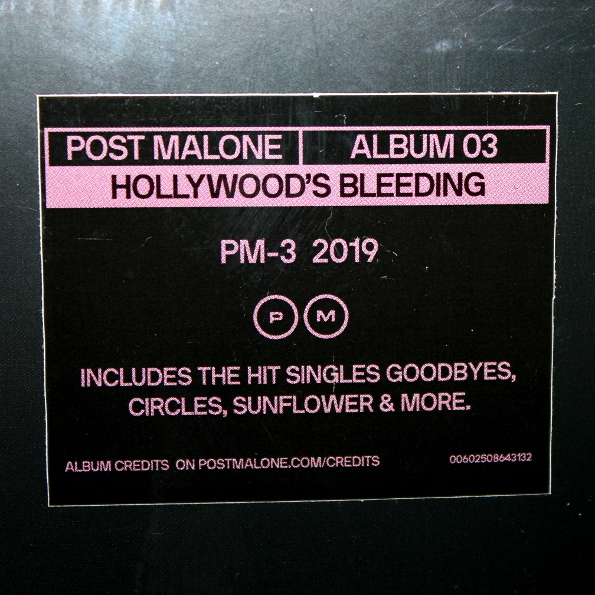 POST MALONE ALBUM 03
HOLLYWOOD'S BLEEDING
PM-3 2019
P M
INCLUDES THE HIT SINGLES GOODBYES,
CIRCLES, SUNFLOWER & MORE.
ALBUM CREDITS ON POSTMALONE.COM/CREDITS 00602508643132